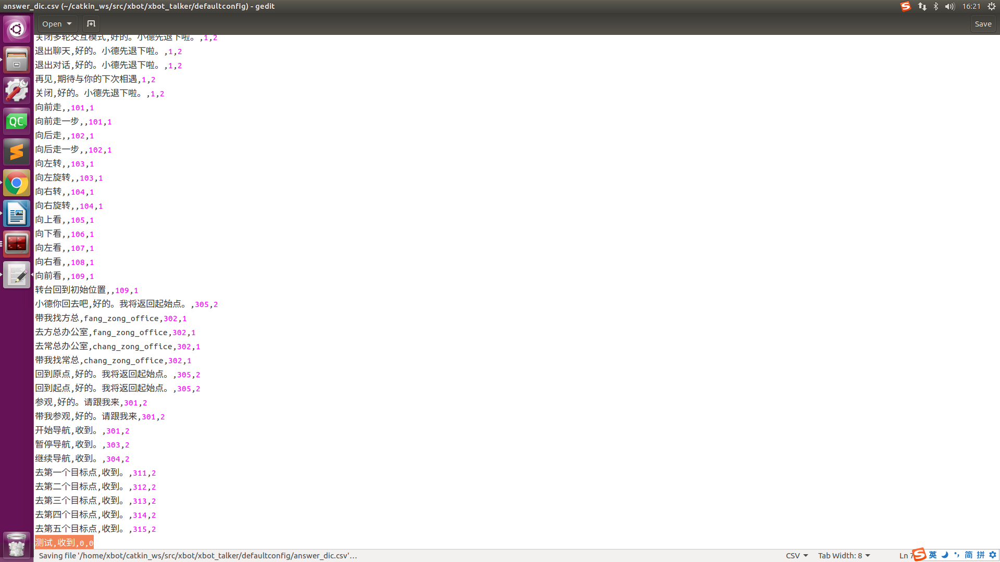 answer_dic.csv (~/catkin_ws/src/xbot/xbot_talker/defaultconfig) - gedit
16:21
Open
Save
关闭多轮交互模式,好的。小德先退下啦。,1,2
退出聊天,好的。小德先退下啦。,1,2
退出对话,好的。小德先退下啦。,1,2
再见,期待与你的下次相遇,1,2
关闭,好的。小德先退下啦。,1,2
向前走,,101,1
向前走一步,,101,1
向后走,,102,1
向后走一步,,102,1
向左转,,103,1
向左旋转,,103,1
向右转,,104,1
向右旋转,,104,1
向上看,,105,1
向下看,,106,1
向左看,,107,1
向右看,,108,1
向前看,,109,1
转台回到初始位置,,109,1
小德你回去吧,好的。我将返回起始点。,305,2
带我找方总,fang_zong_office,302,1
去方总办公室,fang_zong_office,302,1
去常总办公室,chang_zong_office,302,1
带我找常总,chang_zong_office,302,1
回到原点,好的。我将返回起始点。,305,2
回到起点,好的。我将返回起始点。,305,2
参观,好的。请跟我来,301,2
带我参观,好的。请跟我来,301,2
开始导航,收到。,301,2
暂停导航,收到。,303,2
继续导航,收到。,304,2
去第一个目标点,收到。,311,2
去第二个目标点,收到。,312,2
去第三个目标点,收到。,313,2
去第四个目标点,收到。,314,2
去第五个目标点,收到。,315,2
测试,收到,0,0
Saving file '/home/xbot/catkin_ws/src/xbot/xbot_talker/defaultconfig/answer_dic.csv'…
CSV
Tab Width: 8
Ln 7
英
简
拼
QC